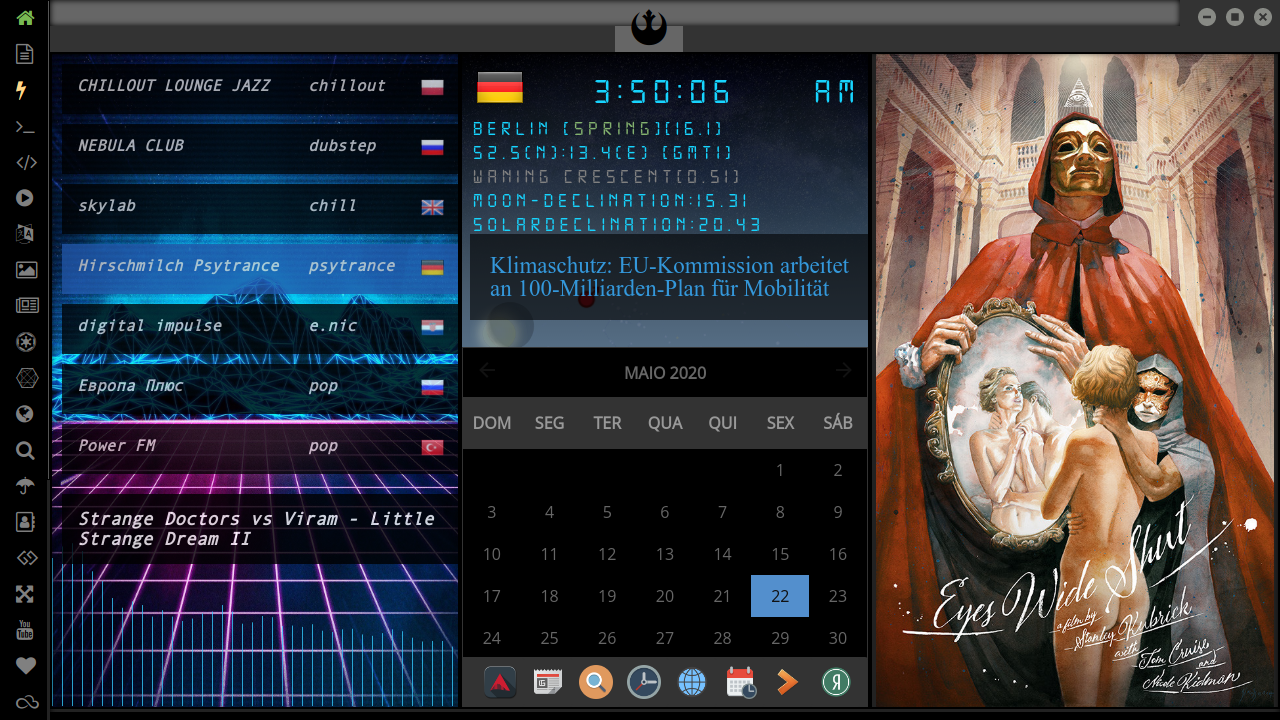 CHILLOUT LOUNGE JAZZ chillout
NEBULA CLUB dubstep
skylab chill
Hirschmilch Psytrance psytrance
digital impulse e.nic
Европа Плюс pop
Power FM pop
Strange Doctors vs Viram - Little
Strange Dream II
3:50:06 AM
BERLIN [SPRING][16.1]
52.5(N):13.4(E) [GMT1]
WANING CRESCENT[0.51]
MOON-DECLINATION:15.31
SOLARDECLINATION:20.43
Klimaschutz: EU-Kommission arbeitet
an 100-Milliarden-Plan für Mobilität
MAIO 2020
DOM SEG TER QUA QUI SEX SÁB
1 2
3 4 5 6 7 8 9
10 11 12 13 14 15 16
17 18 19 20 21 22 23
24 25 26 27 28 29 30
Eyes Wide Shut
a film by
Stanley Kubrick
with
Tom Cruise
and
Nicole Kidman
You
Tube
Я